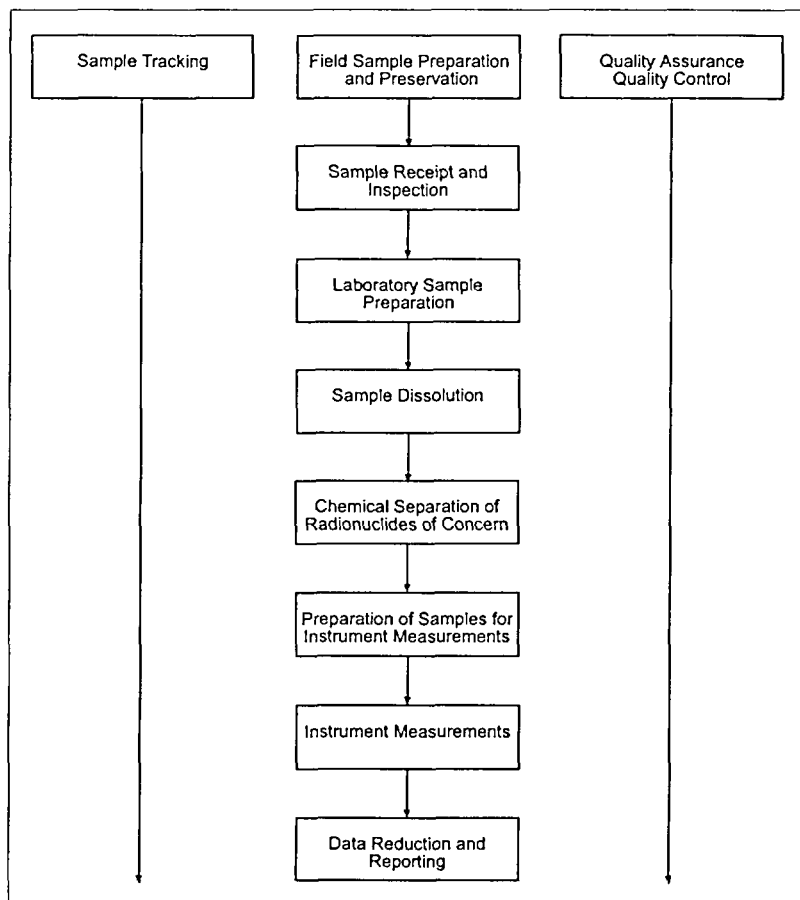 Sample Tracking
Field Sample Preparation
and Preservation
Quality Assurance
Quality Control
Sample Receipt and
Inspection
Laboratory Sample
Preparation
Sample Dissolution
Chemical Separation of
Radionuclides of Concern
Preparation of Samples for
Instrument Measurements
Instrument Measurements
Data Reduction and
Reporting